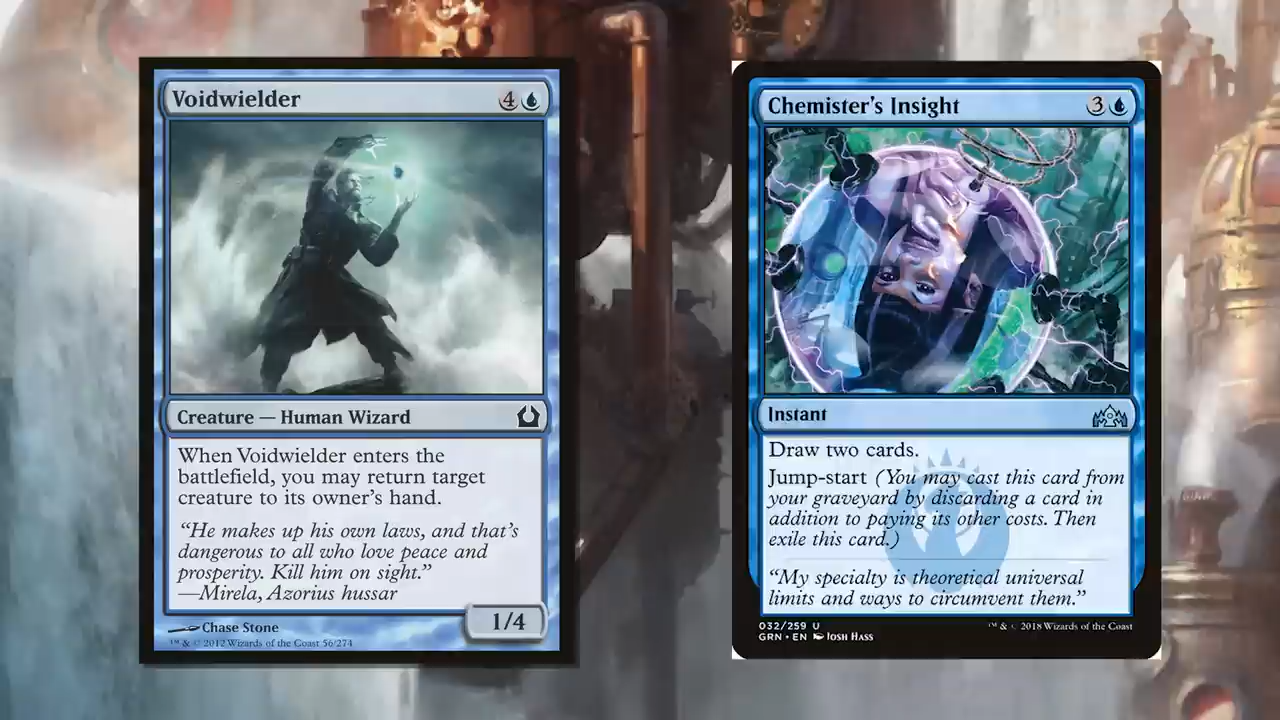 Voidwielder
4
Creature — Human Wizard
When Voidwielder enters the
battlefield, you may return target
creature to its owner's hand.
“He makes up his own laws, and that’s
dangerous to all who love peace and
prosperity. Kill him on sight.”
—Mirela, Azorius hussar
1/4
Chase Stone
™ & © 2012 Wizards of the Coast 56/274
Chemister's Insight
3
Instant
Draw two cards.
Jump-start (You may cast this card from
your graveyard by discarding a card in
addition to paying its other costs. Then
exile this card.)
“My specialty is theoretical universal
limits and ways to circumvent them.”
032/259 U
GRN • EN Josh Hass
™ & © 2018 Wizards of the Coast